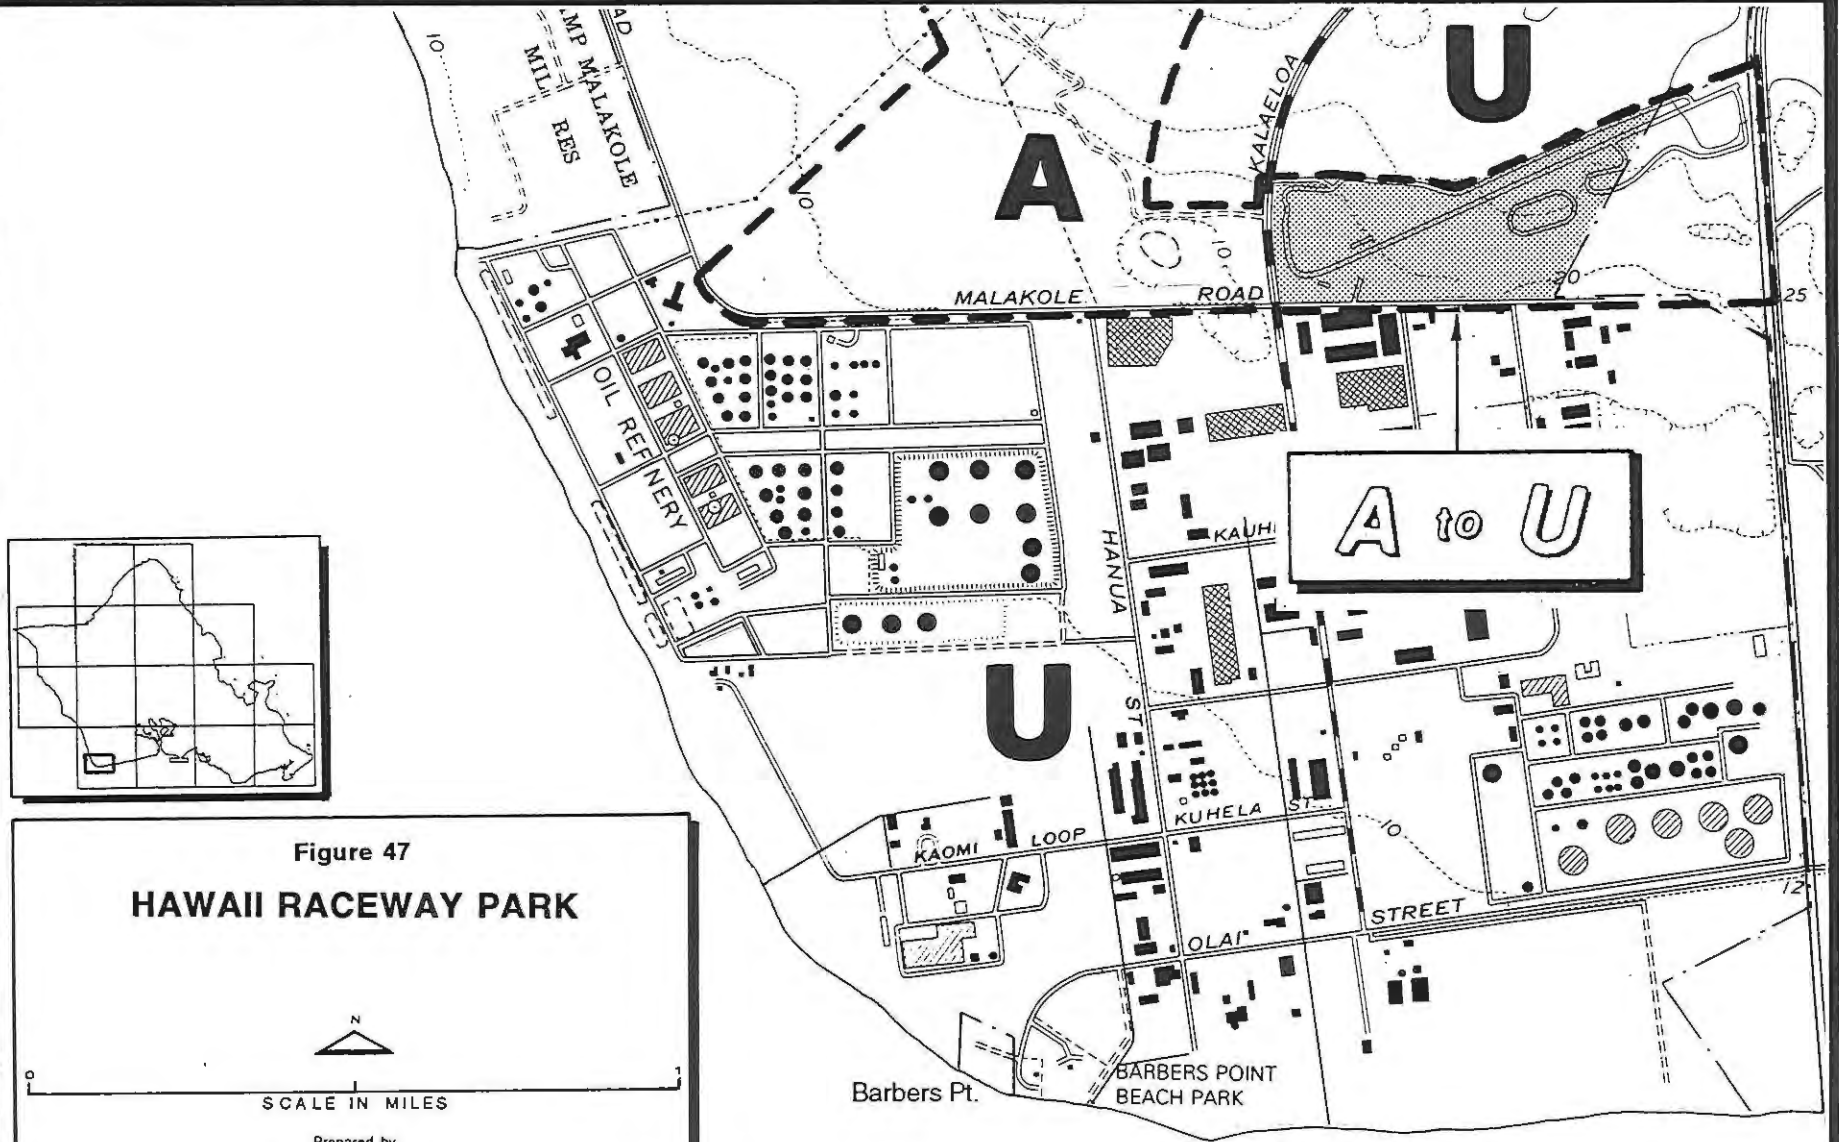 AD
MP MALAKOLE
MIL
RES
10
10
A
KALAELOA
U
10
20
25
MALAKOLE ROAD
OIL REFINERY
A to U
HANUA
ST
KAUHI
U
KAOMI LOOP
KUHELA ST.
10
12
OLAI STREET
Barbers Pt.
BARBERS POINT
BEACH PARK
Figure 47
HAWAII RACEWAY PARK
N
0 1
SCALE IN MILES
Prepared by